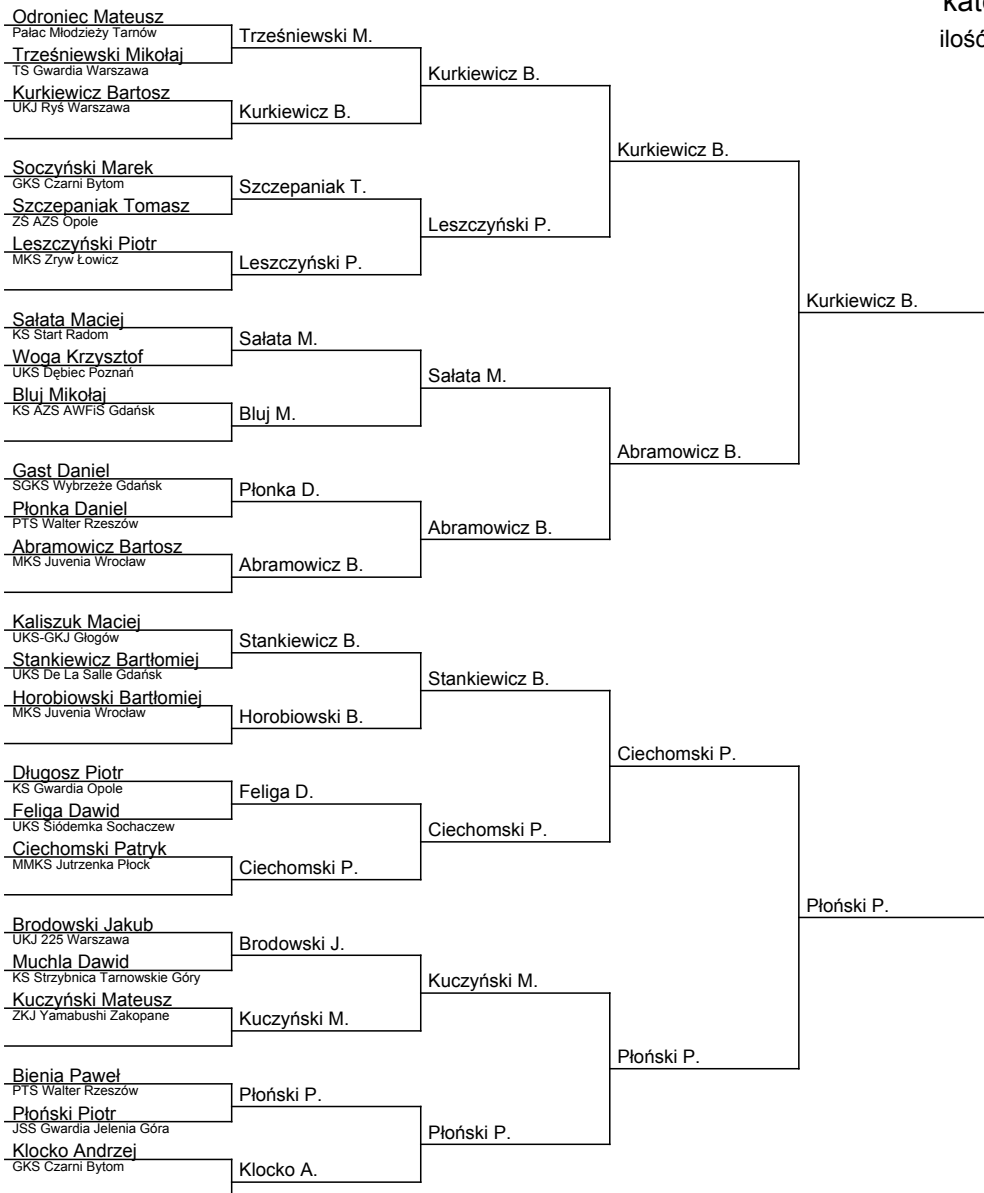 kat
ilość
Odroniec Mateusz
Pałac Młodzieży Tarnów
Trześniewski Mikołaj
TS Gwardia Warszawa
Kurkiewicz Bartosz
UKJ Ryś Warszawa
Soczyński Marek
GKS Czarni Bytom
Szczepaniak Tomasz
ZS AZS Opole
Leszczyński Piotr
MKS Zryw Łowicz
Sałata Maciej
KS Start Radom
Woga Krzysztof
UKS Dębiec Poznań
Bluj Mikołaj
KS AZS AWFiS Gdańsk
Gast Daniel
SGKS Wybrzeże Gdańsk
Płonka Daniel
PTS Walter Rzeszów
Abramowicz Bartosz
MKS Juvenia Wrocław
Kaliszuk Maciej
UKS-GKJ Głogów
Stankiewicz Bartłomiej
UKS De La Salle Gdańsk
Horobiowski Bartłomiej
MKS Juvenia Wrocław
Długosz Piotr
KS Gwardia Opole
Feliga Dawid
UKS Siódemka Sochaczew
Ciechomski Patryk
MMKS Jutrzenka Płock
Brodowski Jakub
UKJ 225 Warszawa
Muchla Dawid
KS Strzybnica Tarnowskie Góry
Kuczyński Mateusz
ZKJ Yamabushi Zakopane
Bienia Paweł
PTS Walter Rzeszów
Płoński Piotr
JSS Gwardia Jelenia Góra
Klocko Andrzej
GKS Czarni Bytom
Trześniewski M.
Kurkiewicz B.
Szczepaniak T.
Leszczyński P.
Sałata M.
Bluj M.
Płonka D.
Abramowicz B.
Stankiewicz B.
Horobiowski B.
Feliga D.
Ciechomski P.
Brodowski J.
Kuczyński M.
Płoński P.
Klocko A.
Kurkiewicz B.
Leszczyński P.
Sałata M.
Abramowicz B.
Stankiewicz B.
Ciechomski P.
Kuczyński M.
Płoński P.
Kurkiewicz B.
Abramowicz B.
Ciechomski P.
Płoński P.
Kurkiewicz B.
Płoński P.